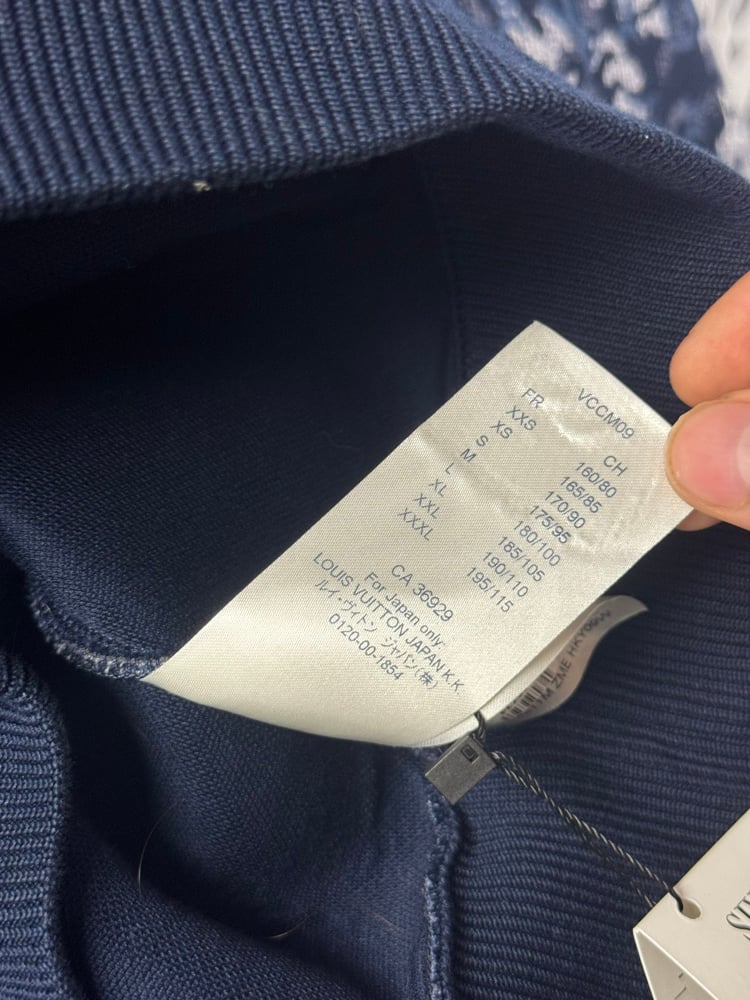 VCCM09
FR CH
XXS 160/80
XS 165/85
S 170/90
M 175/95
L 180/100
XL 185/105
XXL 190/110
XXXL 195/115
CA 36929
For Japan only:
LOUIS VUITTON JAPAN K.K.
ルイ・ヴィトン ジャパン(株)
0120-00-1854